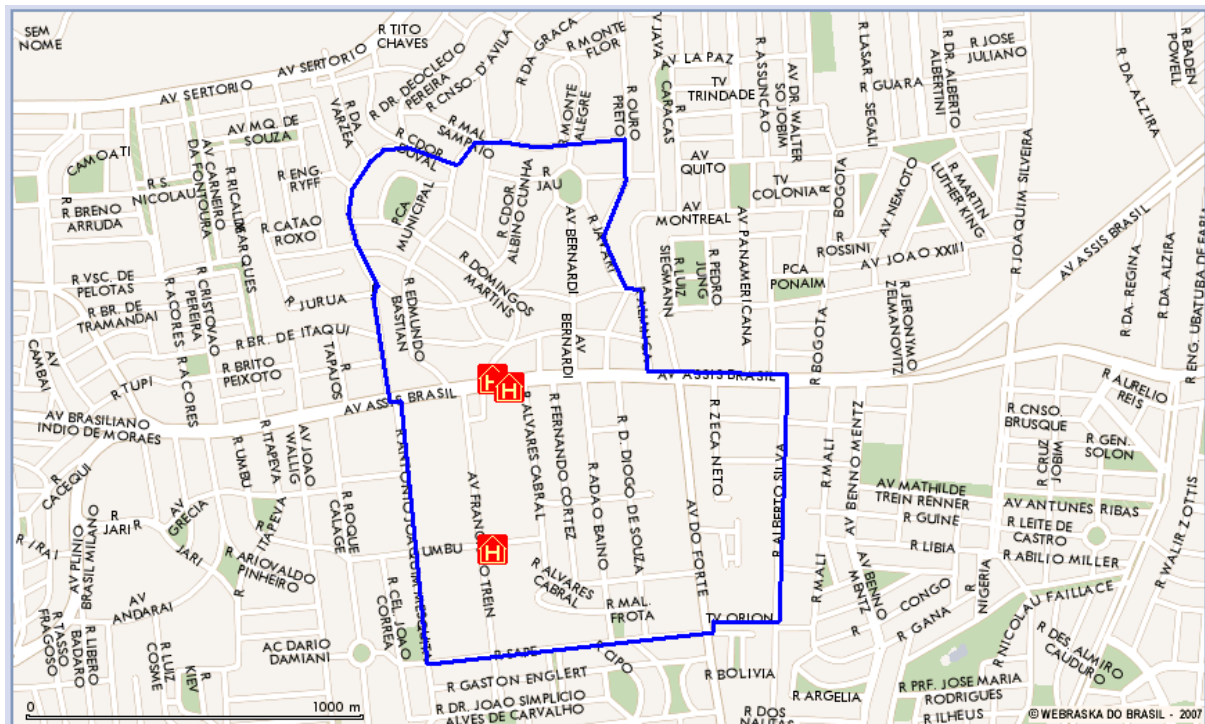 SEM
NOME
R TITO
CHAVES
AV SERTORIO
AV SERTORIO
R DR. DEOCLECIO
PEREIRA
R CNSO. D'AVILA
R DA GRACA
R MONTE
FLOR
AV JAVA
AV LA PAZ
TV
TRINDADE
R ASSUNCAO
AV DR. WALTER
SO JOBIM
R LASAR
SEGALL
R GUARA
R DR. ALBERTO
ALBERTINI
R JOSE
JULIANO
R DA. ALZIRA
R BADEN
POWELL
CAMOATI
AV M.Q. DE
SOUZA
R DA
VARZEA
R CDOR.
DUVAL
R MAL.
SAMPAIO
R MONTE
ALEGRE
R OURO
PRETO
R
CARACAS
R S.
NICOLAU
AV CARNEIRO
DA FONTOURA
R ENG.
RYFF
PCA
MUNICIPAL
R CDOR.
ALBINO CUNHA
R
JAU
AV
QUITO
TV
COLONIA
R
BOGOTA
AV NEMOTO
R MARTIN
LUTHER KING
R JOAQUIM SILVEIRA
R BRENO
ARRUDA
R CATAO
ROXO
AV BERNARDI
R JAVARI
AV
MONTREAL
AV PANAMERICANA
R
ROSSINI
AV JOAO XXIII
AV ASSIS BRASIL
R VSC. DE
PELOTAS
R BR. DE
TRAMANDAI
R ACORES
R CRISTOVAO
PEREIRA
R JURUA
R EDMUNDO
BASTIAN
R DOMINGOS
MARTINS
R LUIZ
SIEGMANN
R PEDRO
JUNG
PCA
PONAIM
R JERONYMO
ZELMANOVITZ
R DA. REGINA
R DA. ALZIRA
AV
CAMBAI
R TUPI
R ACORES
R BR. DE ITAQUI
R BRITO
PEIXOTO
R
TAPAJOS
AV
BERNARDI
R BOGOTA
AV ASSIS BRASIL
AV ASSIS BRASIL
R AURELIO
REIS
AV BRASILIANO
INDIO DE MORAES
R
CACEQUI
R UMBU
R ITAPEVA
AV JOAO
WALLIG
R ANTONIO JOAQUIM MESQUITA
R ALVARES CABRAL
R FERNANDO CORTEZ
R ADAO BAINO
R D. DIOGO DE SOUZA
R ZECA NETO
R ALBERTO SILVA
R MALI
AV BENNO MENTZ
R CNSO.
BRUSQUE
R CRUZ
JOBIM
R GEN.
SOLON
AV MATHILDE
TREIN RENNER
AV ANTUNES RIBAS
R GUINE
R LEITE DE
CASTRO
R LIBIA
R ABILIO MILLER
R WALIR ZOTTIS
R IRAI
AV PLINIO
BRASIL MILANO
R
JARI
R
AV
GRECIA
JARI
R
ITAPEVA
R ARIOVALDO
PINHEIRO
R ROQUE
CALAGE
UMBU
R ALVARES
CABRAL
AV DO FORTE
R MALI
AV BENNO
MENTZ
R CONGO
R GANA
R
NIGERIA
R NICOLAU FAILLACE
AV
ANDARAI
R
R CEL. JOAO
CORREA
R MAL.
FROTA
TV ORION
R DES. ALMIRO
CAUDURO
R TASSO
FRAGOSO
R LIBERO
BADARO
R LUIZ
COSME
R
KIEV
AC DARIO
DAMIANI
R SAPE
R CIPO
R BOLIVIA
R GASTON ENGLERT
R DR. JOAO SIMPLICIO
ALVES DE CARVALHO
R ARGELIA
R PRF. JOSE MARIA
RODRIGUES
R ILHEUS
R DOS
NAUTAS
0
1000 m
© WEBRASKA DO BRASIL - 2007